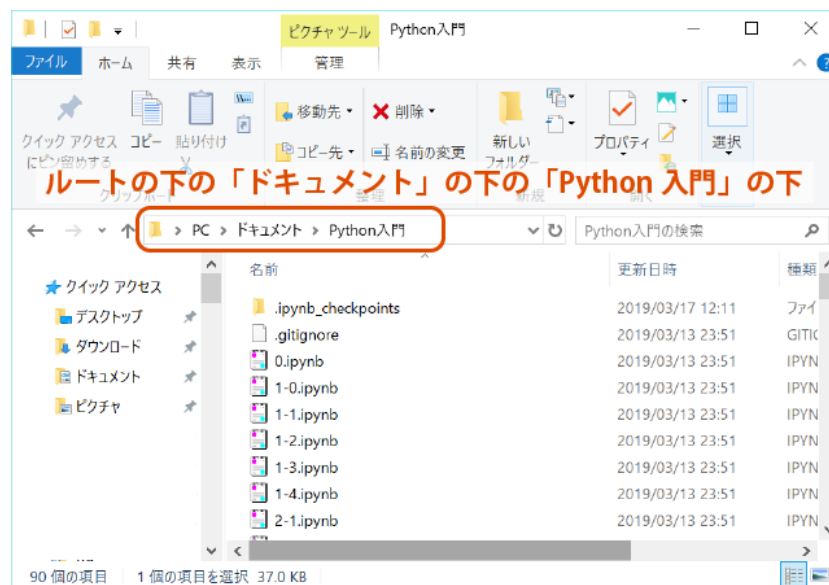 ピクチャ ツール Python入門
ファイル ホーム 共有 表示 管理
クイック アクセス にピン留めする
コピー
貼り付け
移動先
コピー先
削除
名前の変更
新しい フォルダー
プロパティ
選択
クリップボード 整理 新規 開く
ルートの下の「ドキュメント」の下の「Python 入門」の下
PC › ドキュメント › Python入門
Python入門の検索
名前 更新日時 種類
クイック アクセス
デスクトップ
ダウンロード
ドキュメント
ピクチャ
.ipynb_checkpoints 2019/03/17 12:11 ファイ
.gitignore 2019/03/13 23:51 GITIG
0.ipynb 2019/03/13 23:51 IPYN
1-0.ipynb 2019/03/13 23:51 IPYN
1-1.ipynb 2019/03/13 23:51 IPYN
1-2.ipynb 2019/03/13 23:51 IPYN
1-3.ipynb 2019/03/13 23:51 IPYN
1-4.ipynb 2019/03/13 23:51 IPYN
2-1.ipynb 2019/03/13 23:51 IPYN
90 個の項目 1 個の項目を選択 37.0 KB